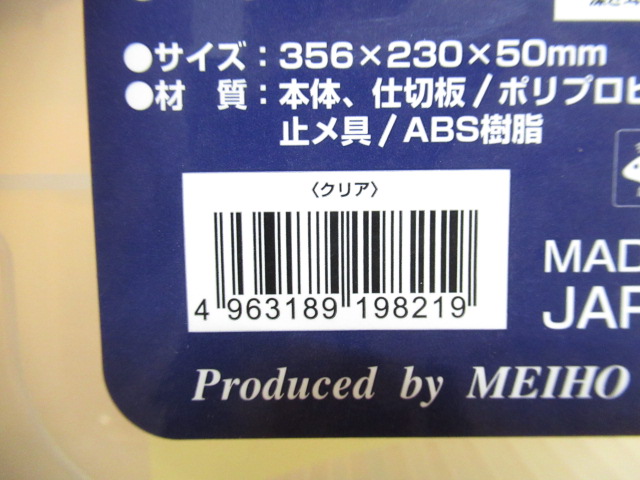 ●サイズ：356×230×50mm
●材　質：本体、仕切板/ポリプロピ
止メ具/ABS樹脂
〈クリア〉
4 963189 198219
MAD
JAP
Produced by MEIHO